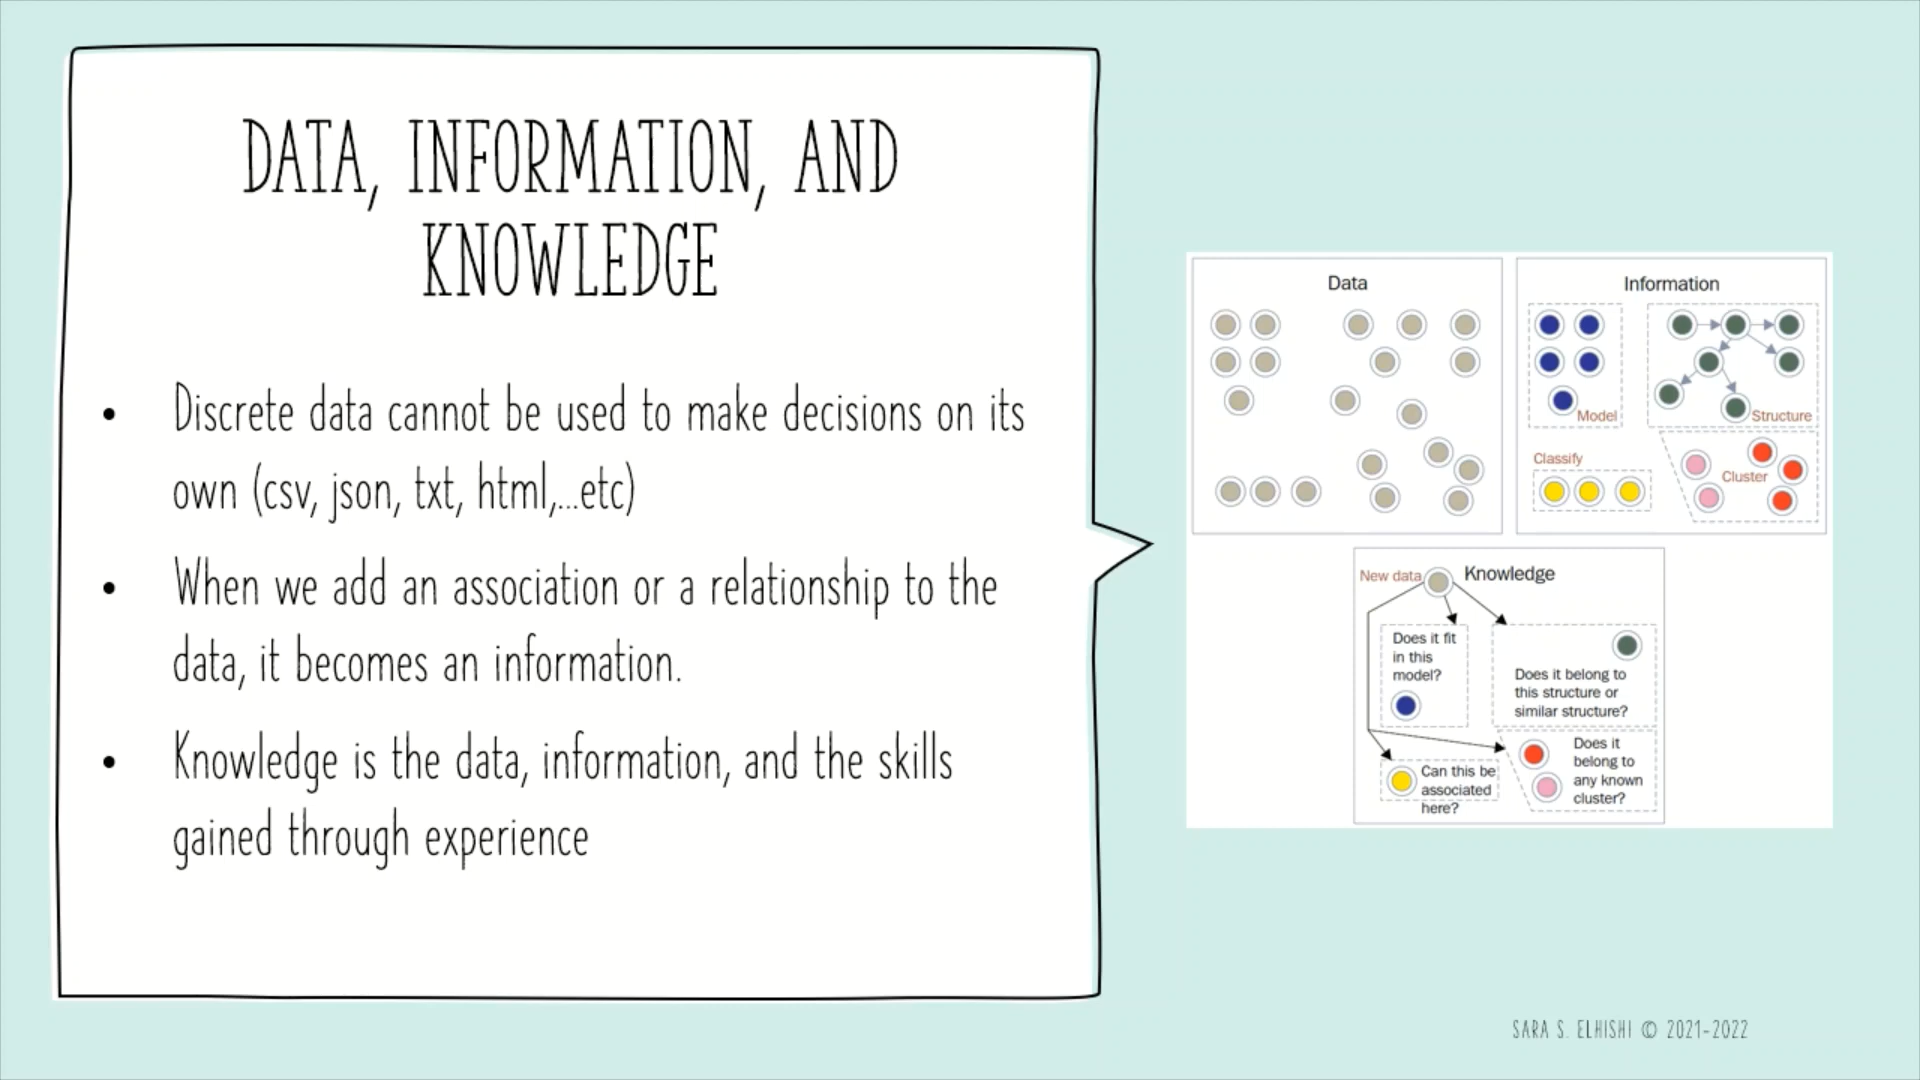 DATA, INFORMATION, AND
KNOWLEDGE
• Discrete data cannot be used to make decisions on its
own (csv, json, txt, html,...etc)
• When we add an association or a relationship to the
data, it becomes an information.
• Knowledge is the data, information, and the skills
gained through experience
Data
Information
Model
Structure
Classify
Cluster
New data
Knowledge
Does it fit
in this
model?
Does it belong to
this structure or
similar structure?
Can this be
associated
here?
Does it
belong to
any known
cluster?
SARA S. ELHISHI © 2021-2022